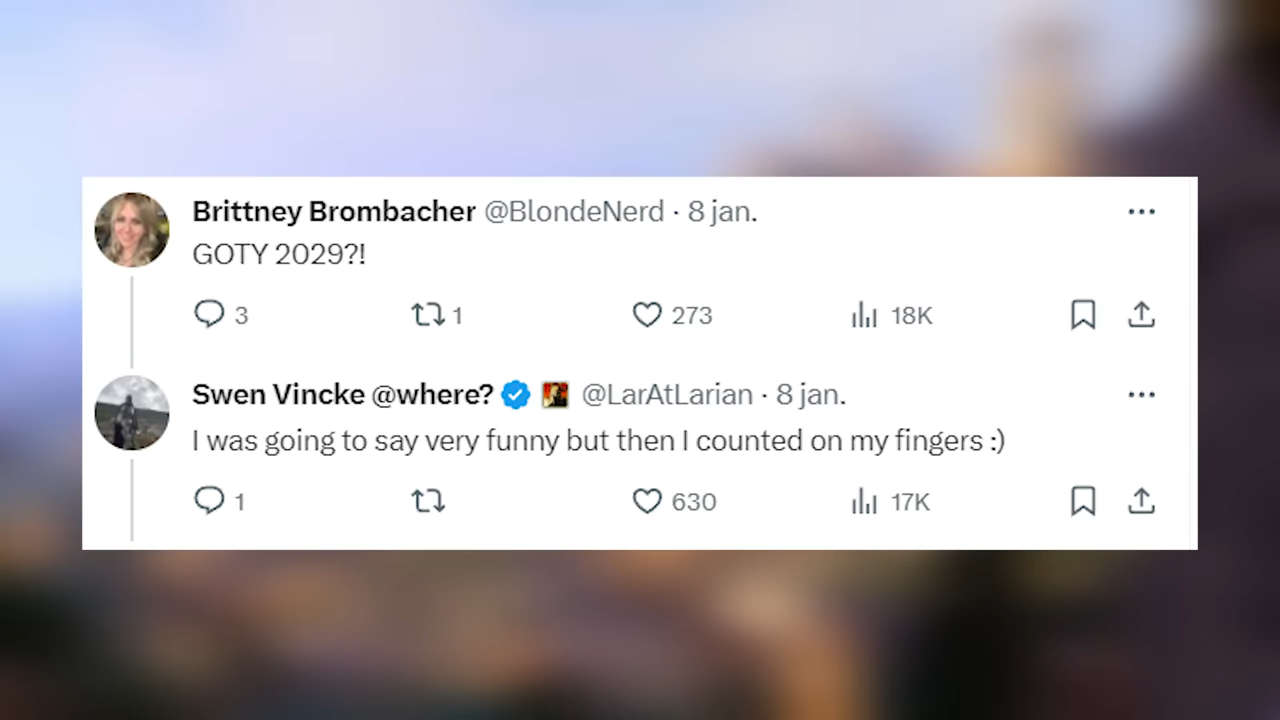 Brittney Brombacher @BlondeNerd · 8 jan.
GOTY 2029?!
3 1 273 18K
Swen Vincke @where? @LarAtLarian · 8 jan.
I was going to say very funny but then I counted on my fingers :)
1 630 17K